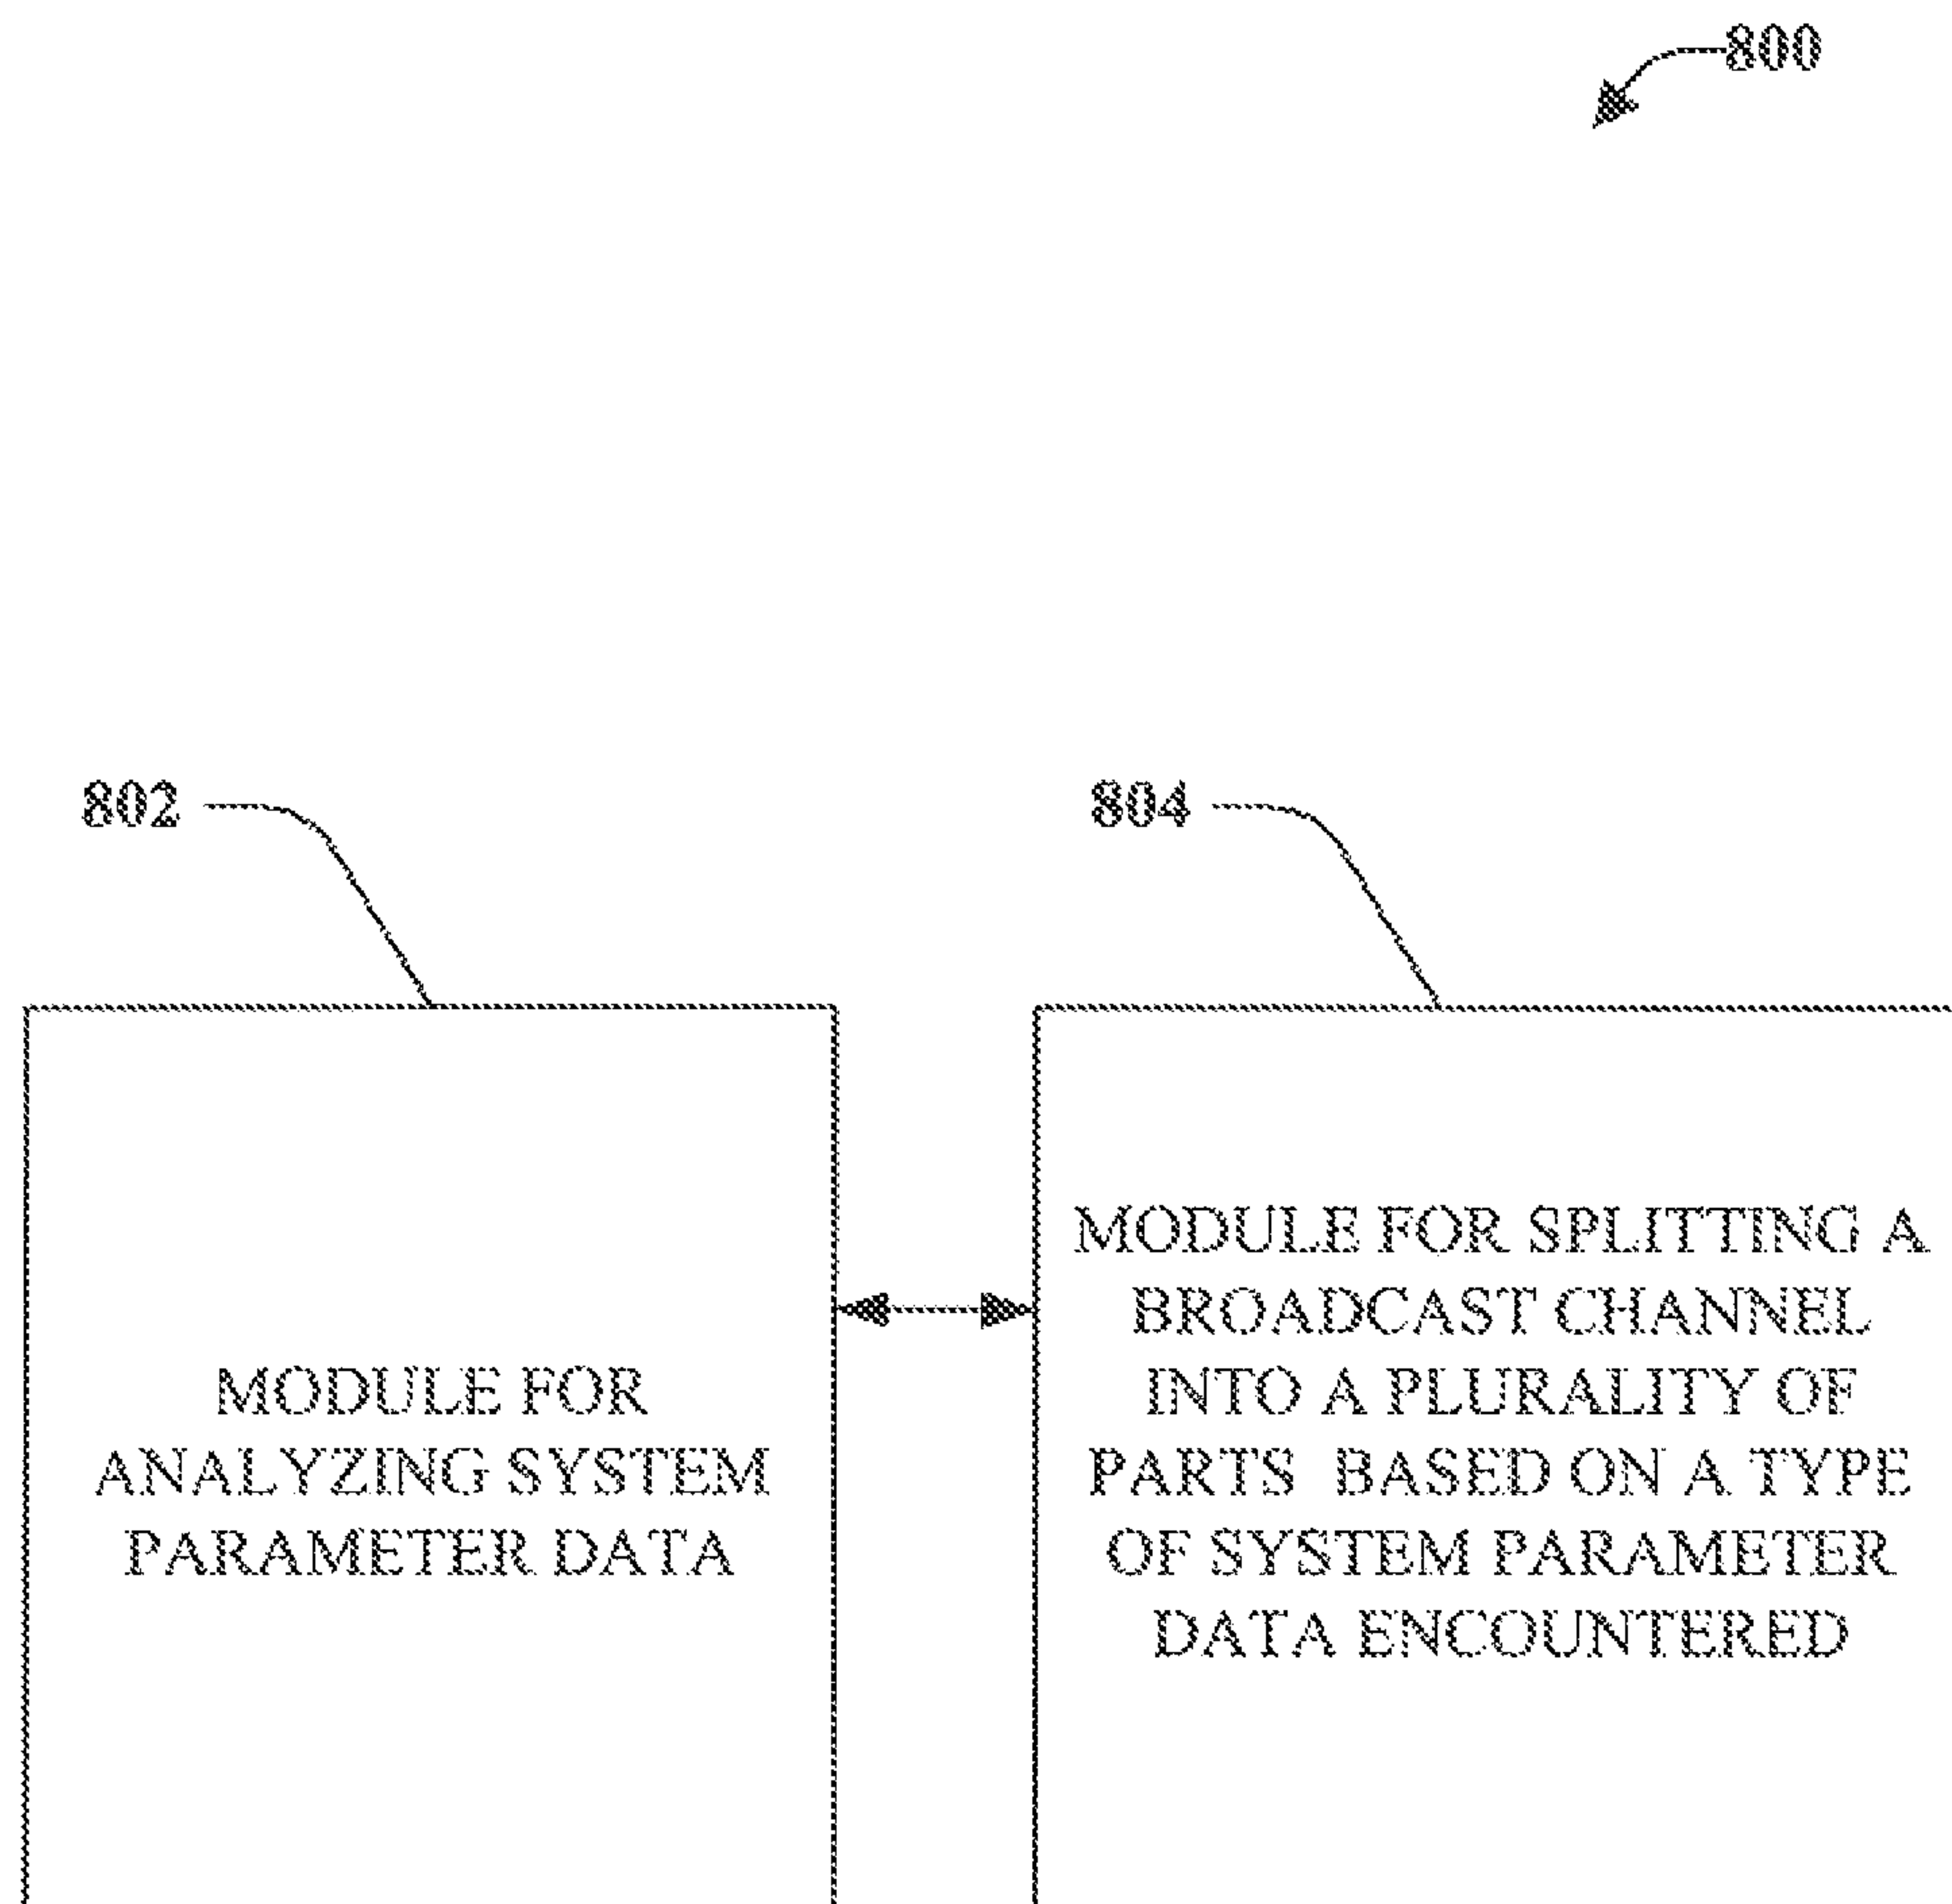 800
802
804
MODULE FOR
ANALYZING SYSTEM
PARAMETER DATA
MODULE FOR SPLITTING A
BROADCAST CHANNEL
INTO A PLURALITY OF
PARTS BASED ON A TYPE
OF SYSTEM PARAMETER
DATA ENCOUNTERED